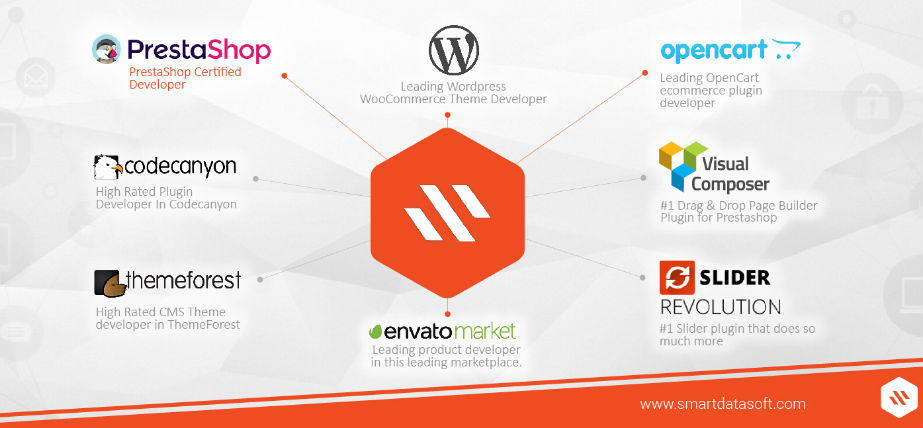 PrestaShop
PrestaShop Certified
Developer
Leading Wordpress
WooCommerce Theme Developer
opencart
Leading OpenCart
ecommerce plugin
developer
codecanyon
High Rated Plugin
Developer In Codecanyon
Visual
Composer
#1 Drag & Drop Page Builder
Plugin for Prestashop
themeforest
High Rated CMS Theme
developer in ThemeForest
SLIDER
REVOLUTION
#1 Slider plugin that does so
much more
envatomarket
Leading product developer
in this leading marketplace.
www.smartdatasoft.com